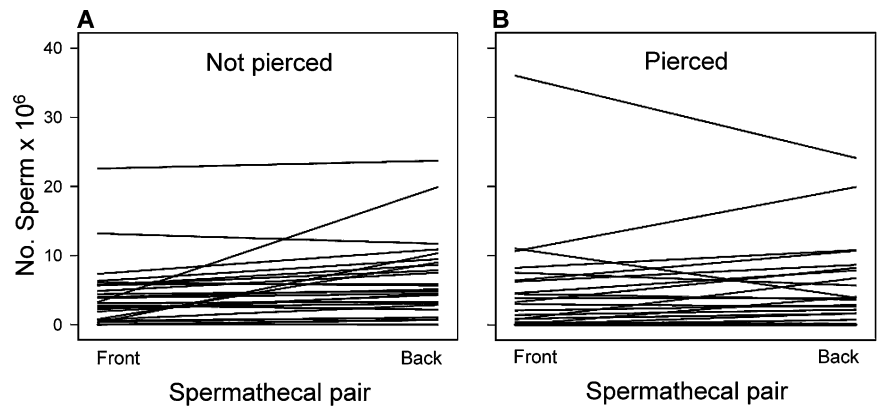 A
B
Not pierced
Pierced
No. Sperm x 10⁶
40
30
20
10
0
Front
Back
Front
Back
Spermathecal pair
Spermathecal pair